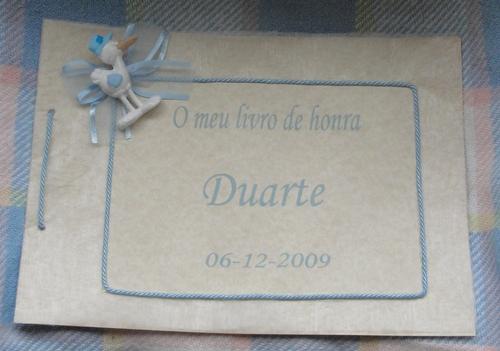 O meu livro de honra
Duarte
06-12-2009